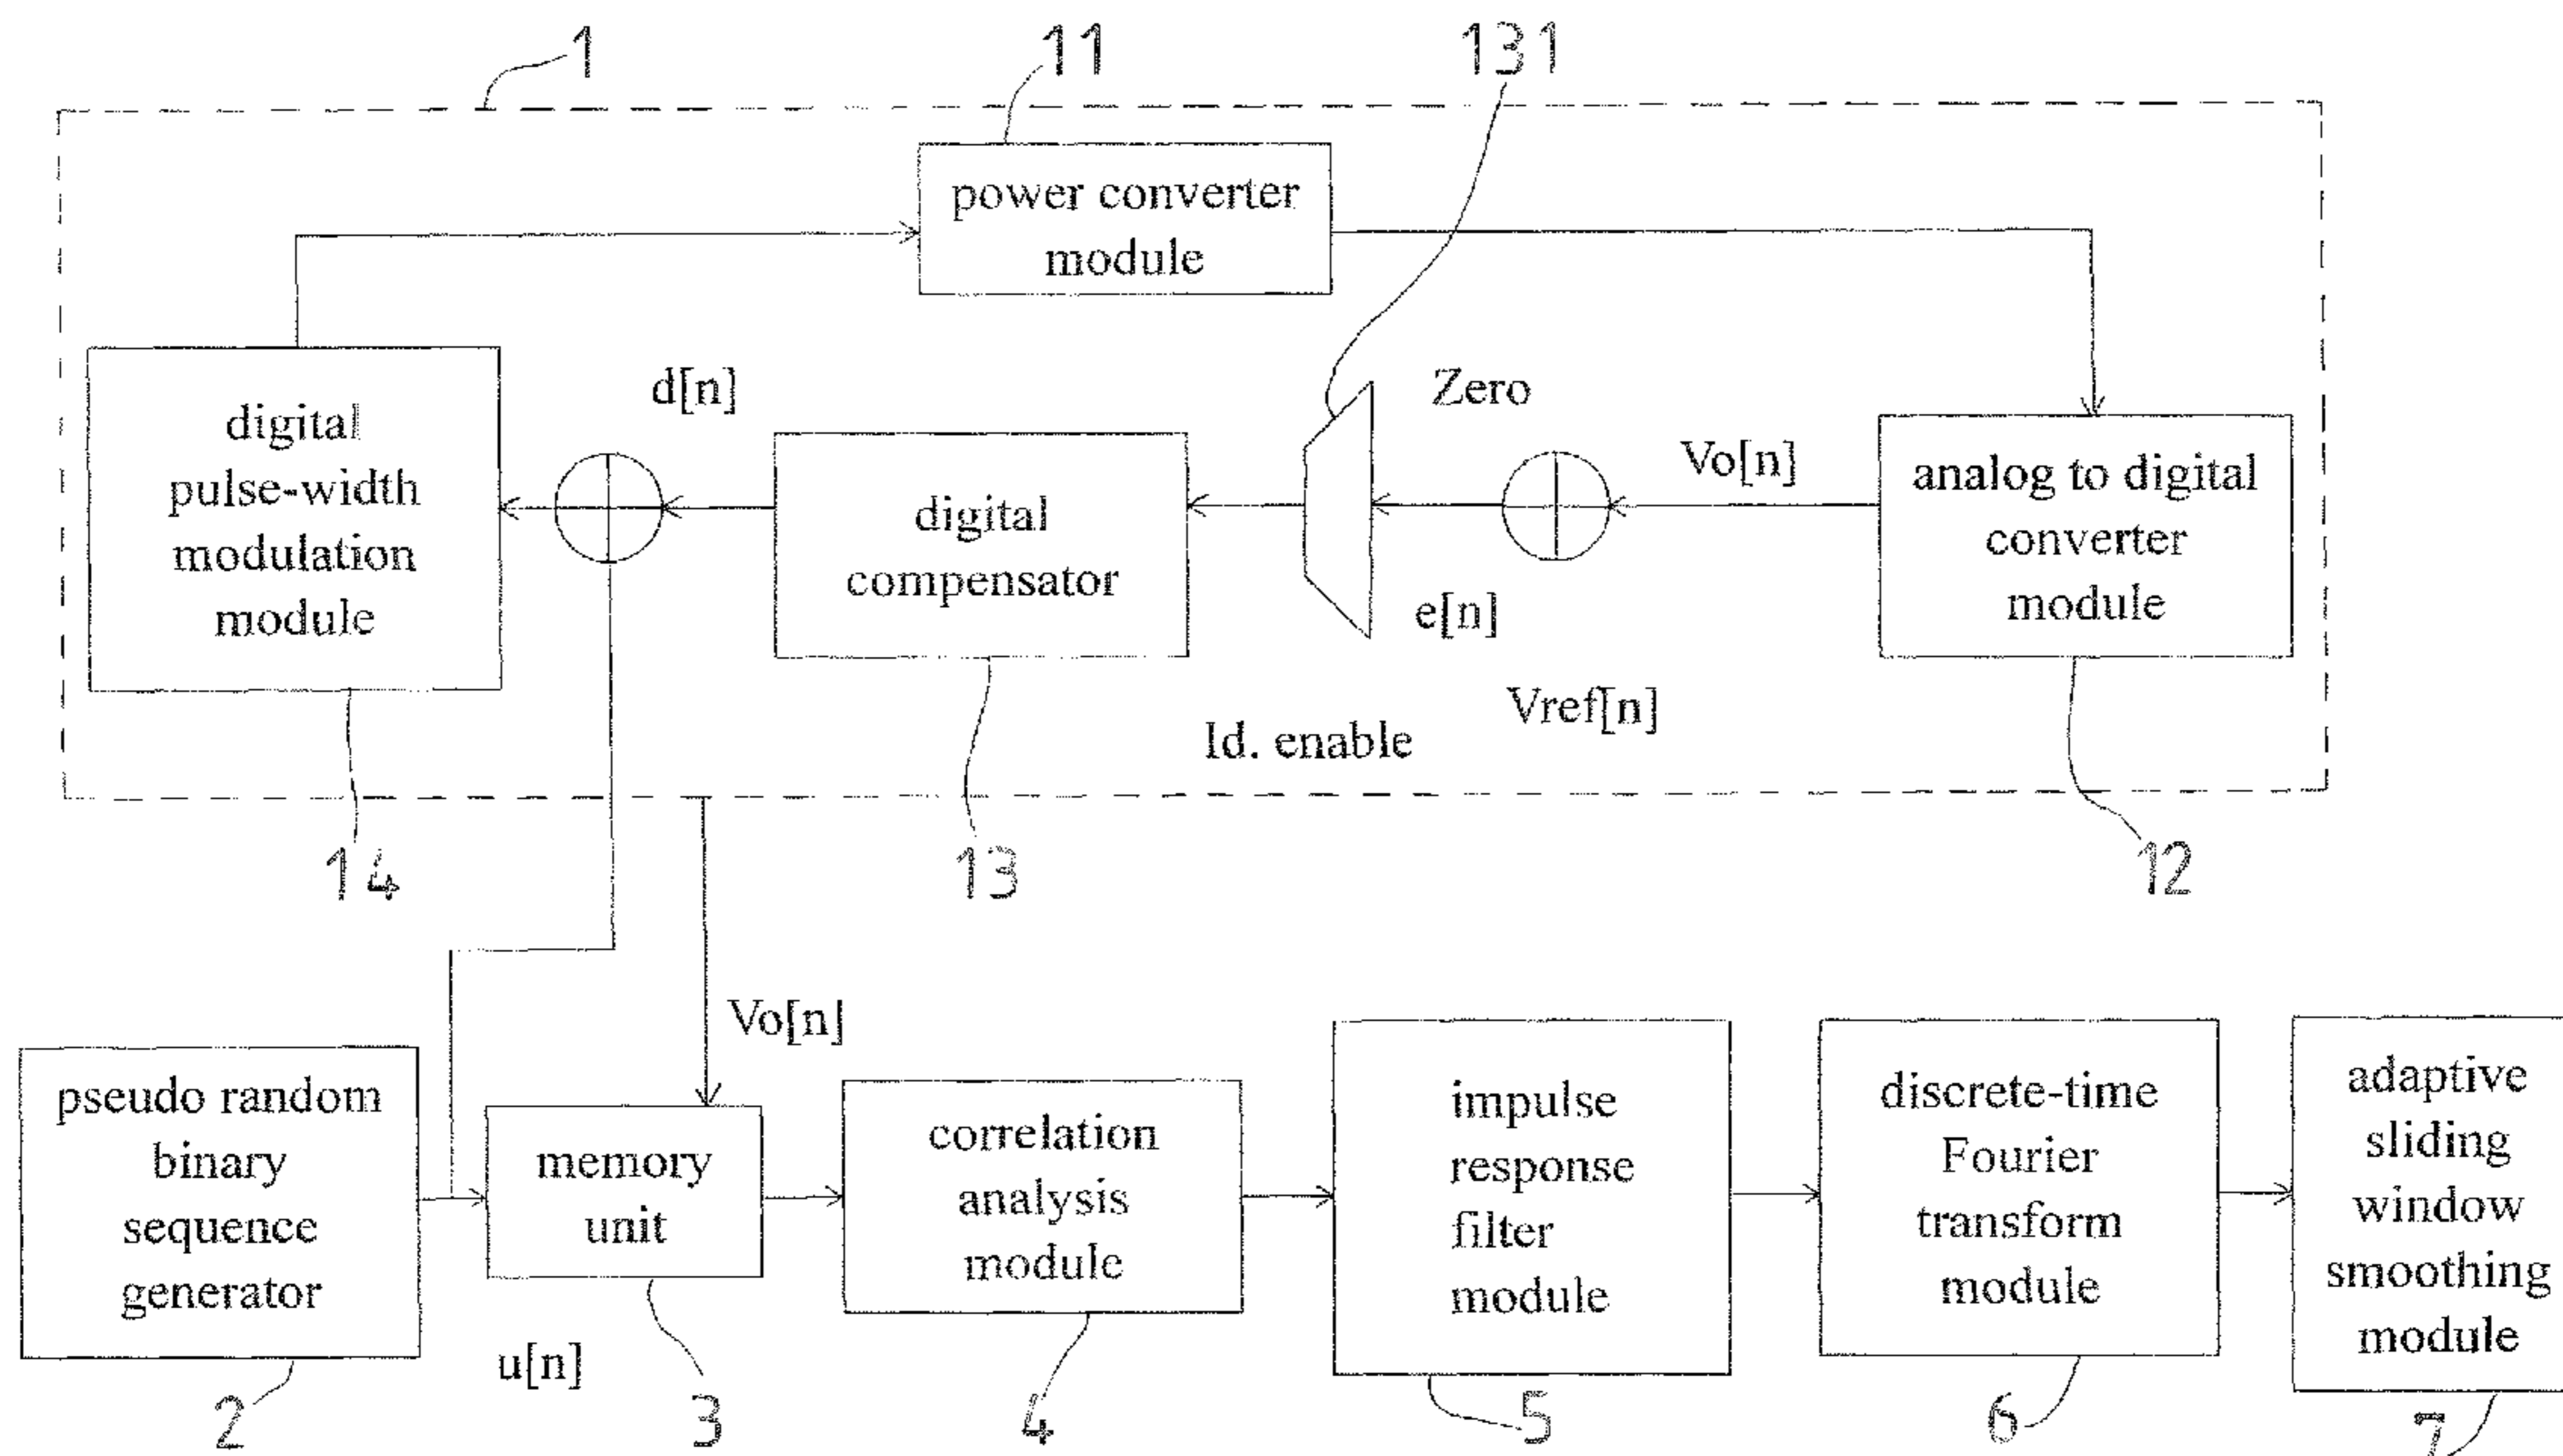 1
11
131
power converter
module
digital
pulse-width
modulation
module
d[n]
digital
compensator
Zero
e[n]
Vo[n]
analog to digital
converter
module
Vref[n]
Id. enable
14
13
12
Vo[n]
pseudo random
binary
sequence
generator
memory
unit
correlation
analysis
module
impulse
response
filter
module
discrete-time
Fourier
transform
module
adaptive
sliding
window
smoothing
module
u[n]
2
3
4
5
6
7